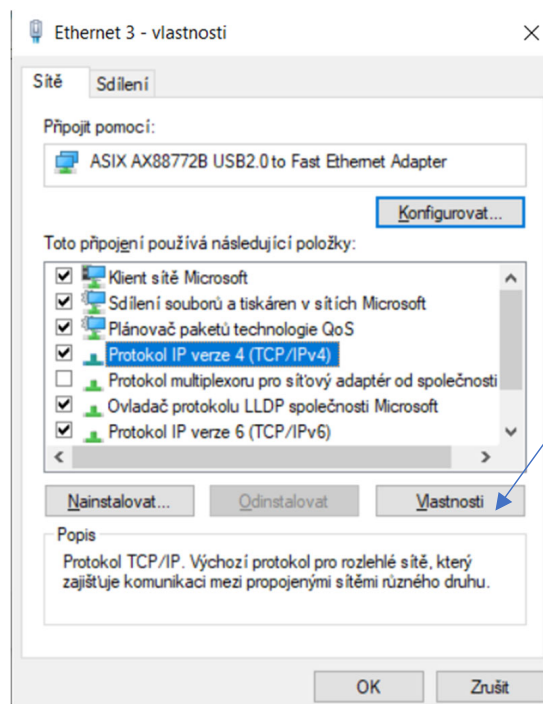 Ethernet 3 - vlastnosti
Sítě
Sdílení
Připojit pomocí:
ASIX AX88772B USB2.0 to Fast Ethernet Adapter
Konfigurovat...
Toto připojení používá následující položky:
Klient sítě Microsoft
Sdílení souborů a tiskáren v sítích Microsoft
Plánovač paketů technologie QoS
Protokol IP verze 4 (TCP/IPv4)
Protokol multiplexoru pro síťový adaptér od společnosti
Ovladač protokolu LLDP společnosti Microsoft
Protokol IP verze 6 (TCP/IPv6)
Nainstalovat...
Odinstalovat
Vlastnosti
Popis
Protokol TCP/IP. Výchozí protokol pro rozlehlé sítě, který
zajišťuje komunikaci mezi propojenými sítěmi různého druhu.
OK
Zrušit